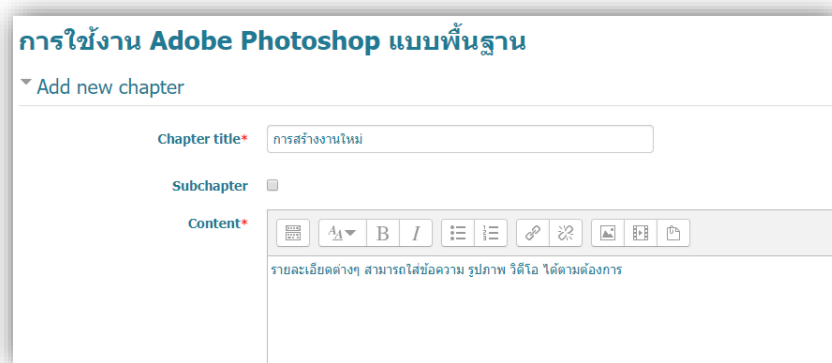 การใช้งาน Adobe Photoshop แบบพื้นฐาน
Add new chapter
Chapter title* การสร้างงานใหม่
Subchapter
Content*
รายละเอียดต่างๆ สามารถใส่ข้อความ รูปภาพ วิดีโอ ได้ตามต้องการ